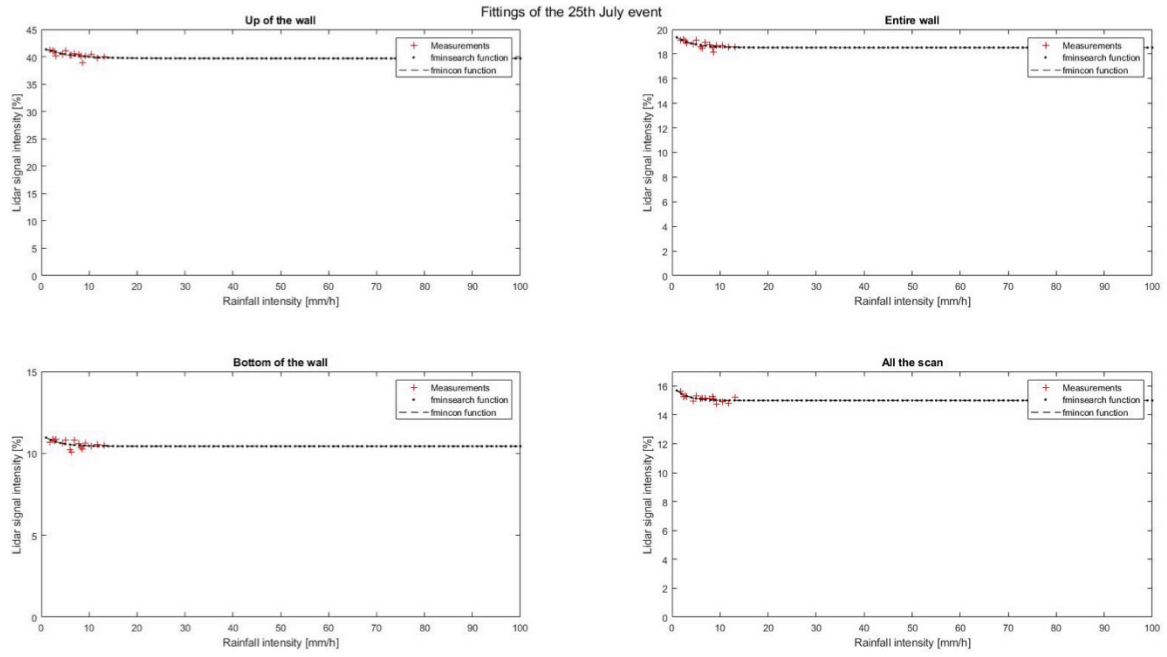 Fittings of the 25th July event
Up of the wall
Lidar signal intensity [%]
45
40
35
30
25
20
15
10
5
0
Measurements
fminsearch function
fmincon function
0 10 20 30 40 50 60 70 80 90 100
Rainfall intensity [mm/h]
Entire wall
Lidar signal intensity [%]
20
18
16
14
12
10
8
6
4
2
0
Measurements
fminsearch function
fmincon function
0 10 20 30 40 50 60 70 80 90 100
Rainfall intensity [mm/h]
Bottom of the wall
Lidar signal intensity [%]
15
10
5
0
Measurements
fminsearch function
fmincon function
0 10 20 30 40 50 60 70 80 90 100
Rainfall intensity [mm/h]
All the scan
Lidar signal intensity [%]
16
14
12
10
8
6
4
2
0
Measurements
fminsearch function
fmincon function
0 10 20 30 40 50 60 70 80 90 100
Rainfall intensity [mm/h]